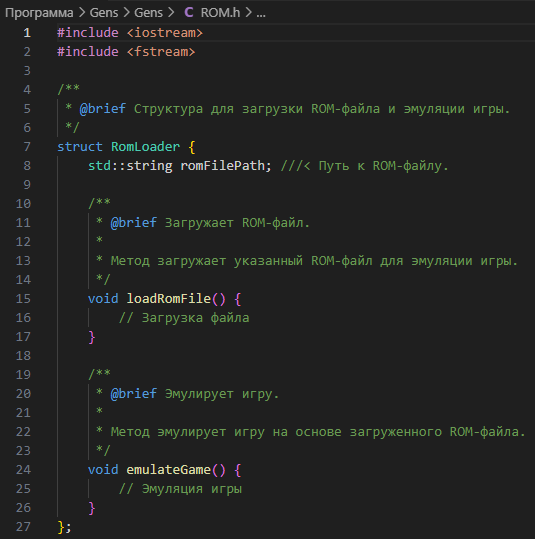 Программа > Gens > Gens > C ROM.h > ...
1 #include <iostream>
2 #include <fstream>
3
4 /**
5  * @brief Структура для загрузки ROM-файла и эмуляции игры.
6  */
7 struct RomLoader {
8     std::string romFilePath; ///< Путь к ROM-файлу.
9
10     /**
11      * @brief Загружает ROM-файл.
12      *
13      * Метод загружает указанный ROM-файл для эмуляции игры.
14      */
15     void loadRomFile() {
16         // Загрузка файла
17     }
18
19     /**
20      * @brief Эмулирует игру.
21      *
22      * Метод эмулирует игру на основе загруженного ROM-файла.
23      */
24     void emulateGame() {
25         // Эмуляция игры
26     }
27 };